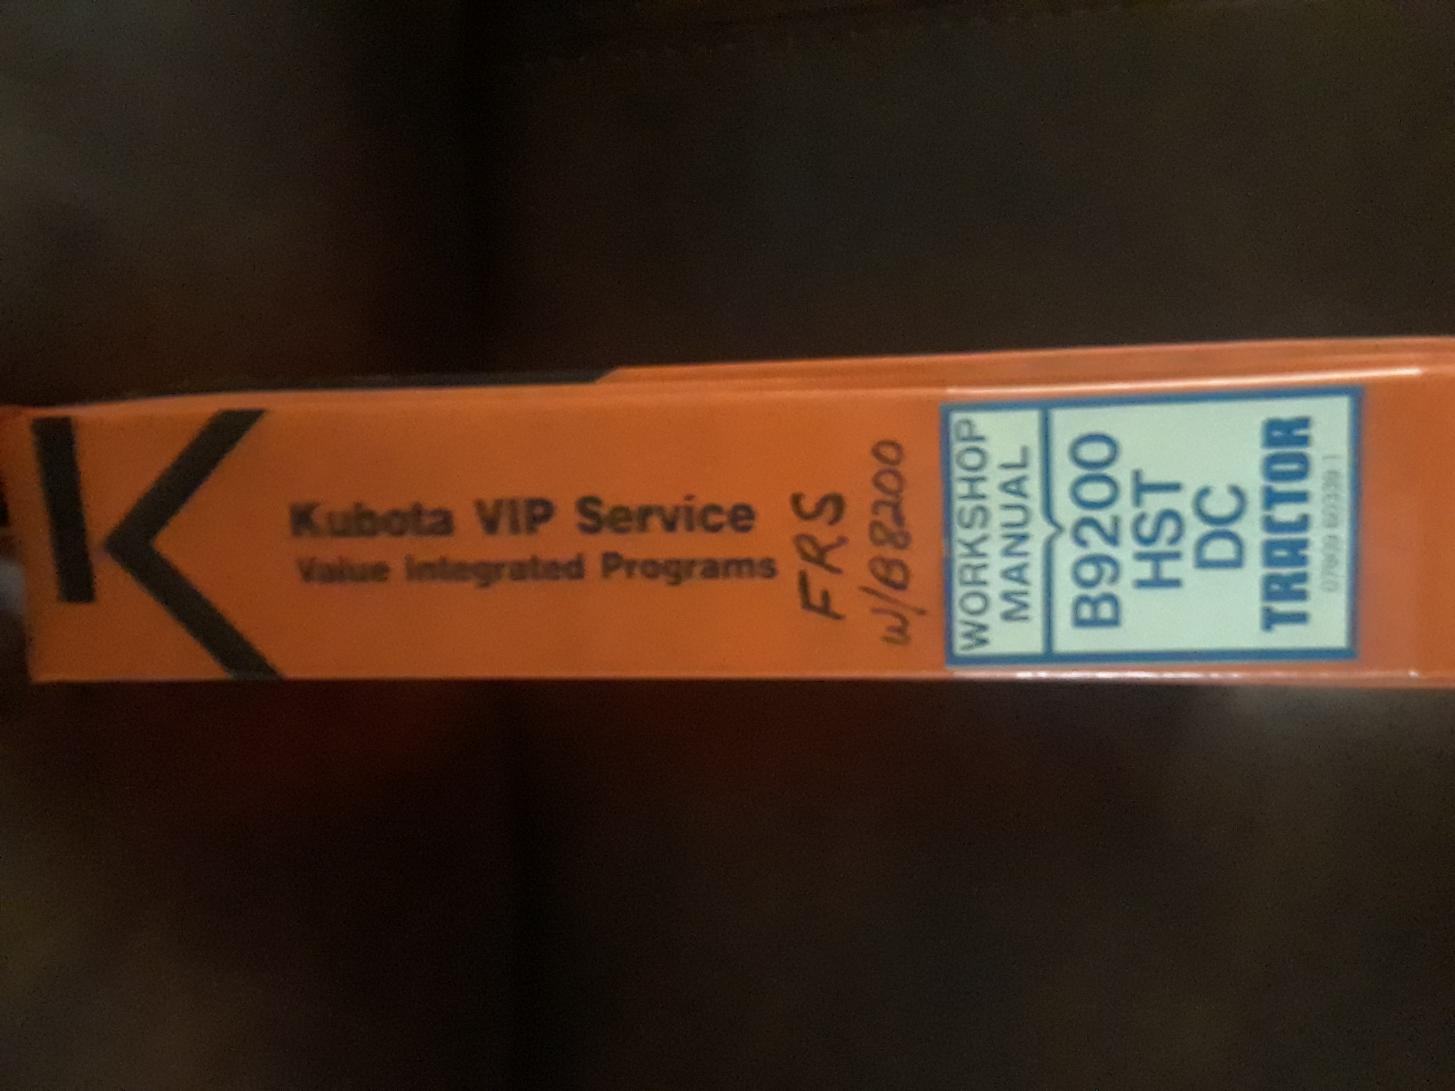 K
Kubota VIP Service
Value Integrated Programs
FRS
W/B8200
WORKSHOP
MANUAL
B9200
HST
DC
TRACTOR